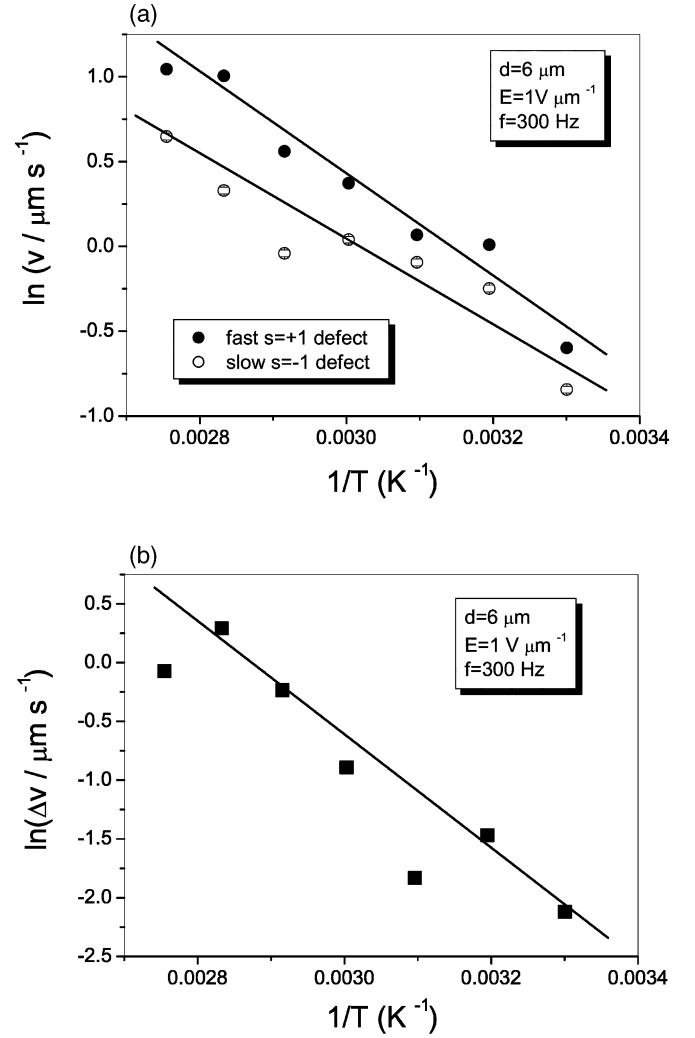 (a)
1.0
0.5
0.0
-0.5
-1.0
ln (v / μm s⁻¹)
d=6 μm
E=1V μm⁻¹
f=300 Hz
fast s=+1 defect
slow s=-1 defect
0.0028 0.0030 0.0032 0.0034
1/T (K⁻¹)
(b)
0.5
0.0
-0.5
-1.0
-1.5
-2.0
-2.5
ln(Δv / μm s⁻¹)
d=6 μm
E=1 V μm⁻¹
f=300 Hz
0.0028 0.0030 0.0032 0.0034
1/T (K⁻¹)